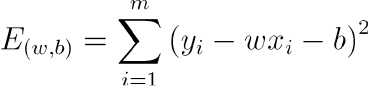 $E_{(w,b)} = \sum_{i=1}^{m} (y_i - wx_i - b)^2$